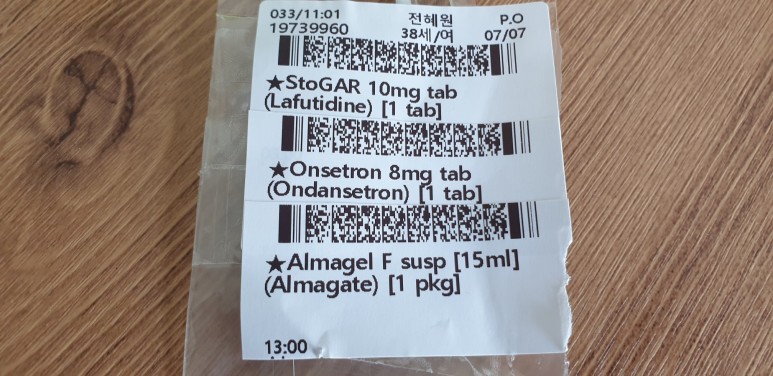 033/11:01 전혜원 P.O
19739960 38세/여 07/07
★StoGAR 10mg tab
(Lafutidine) [1 tab]
★Onsetron 8mg tab
(Ondansetron) [1 tab]
★Almagel F susp [15ml]
(Almagate) [1 pkg]
13:00